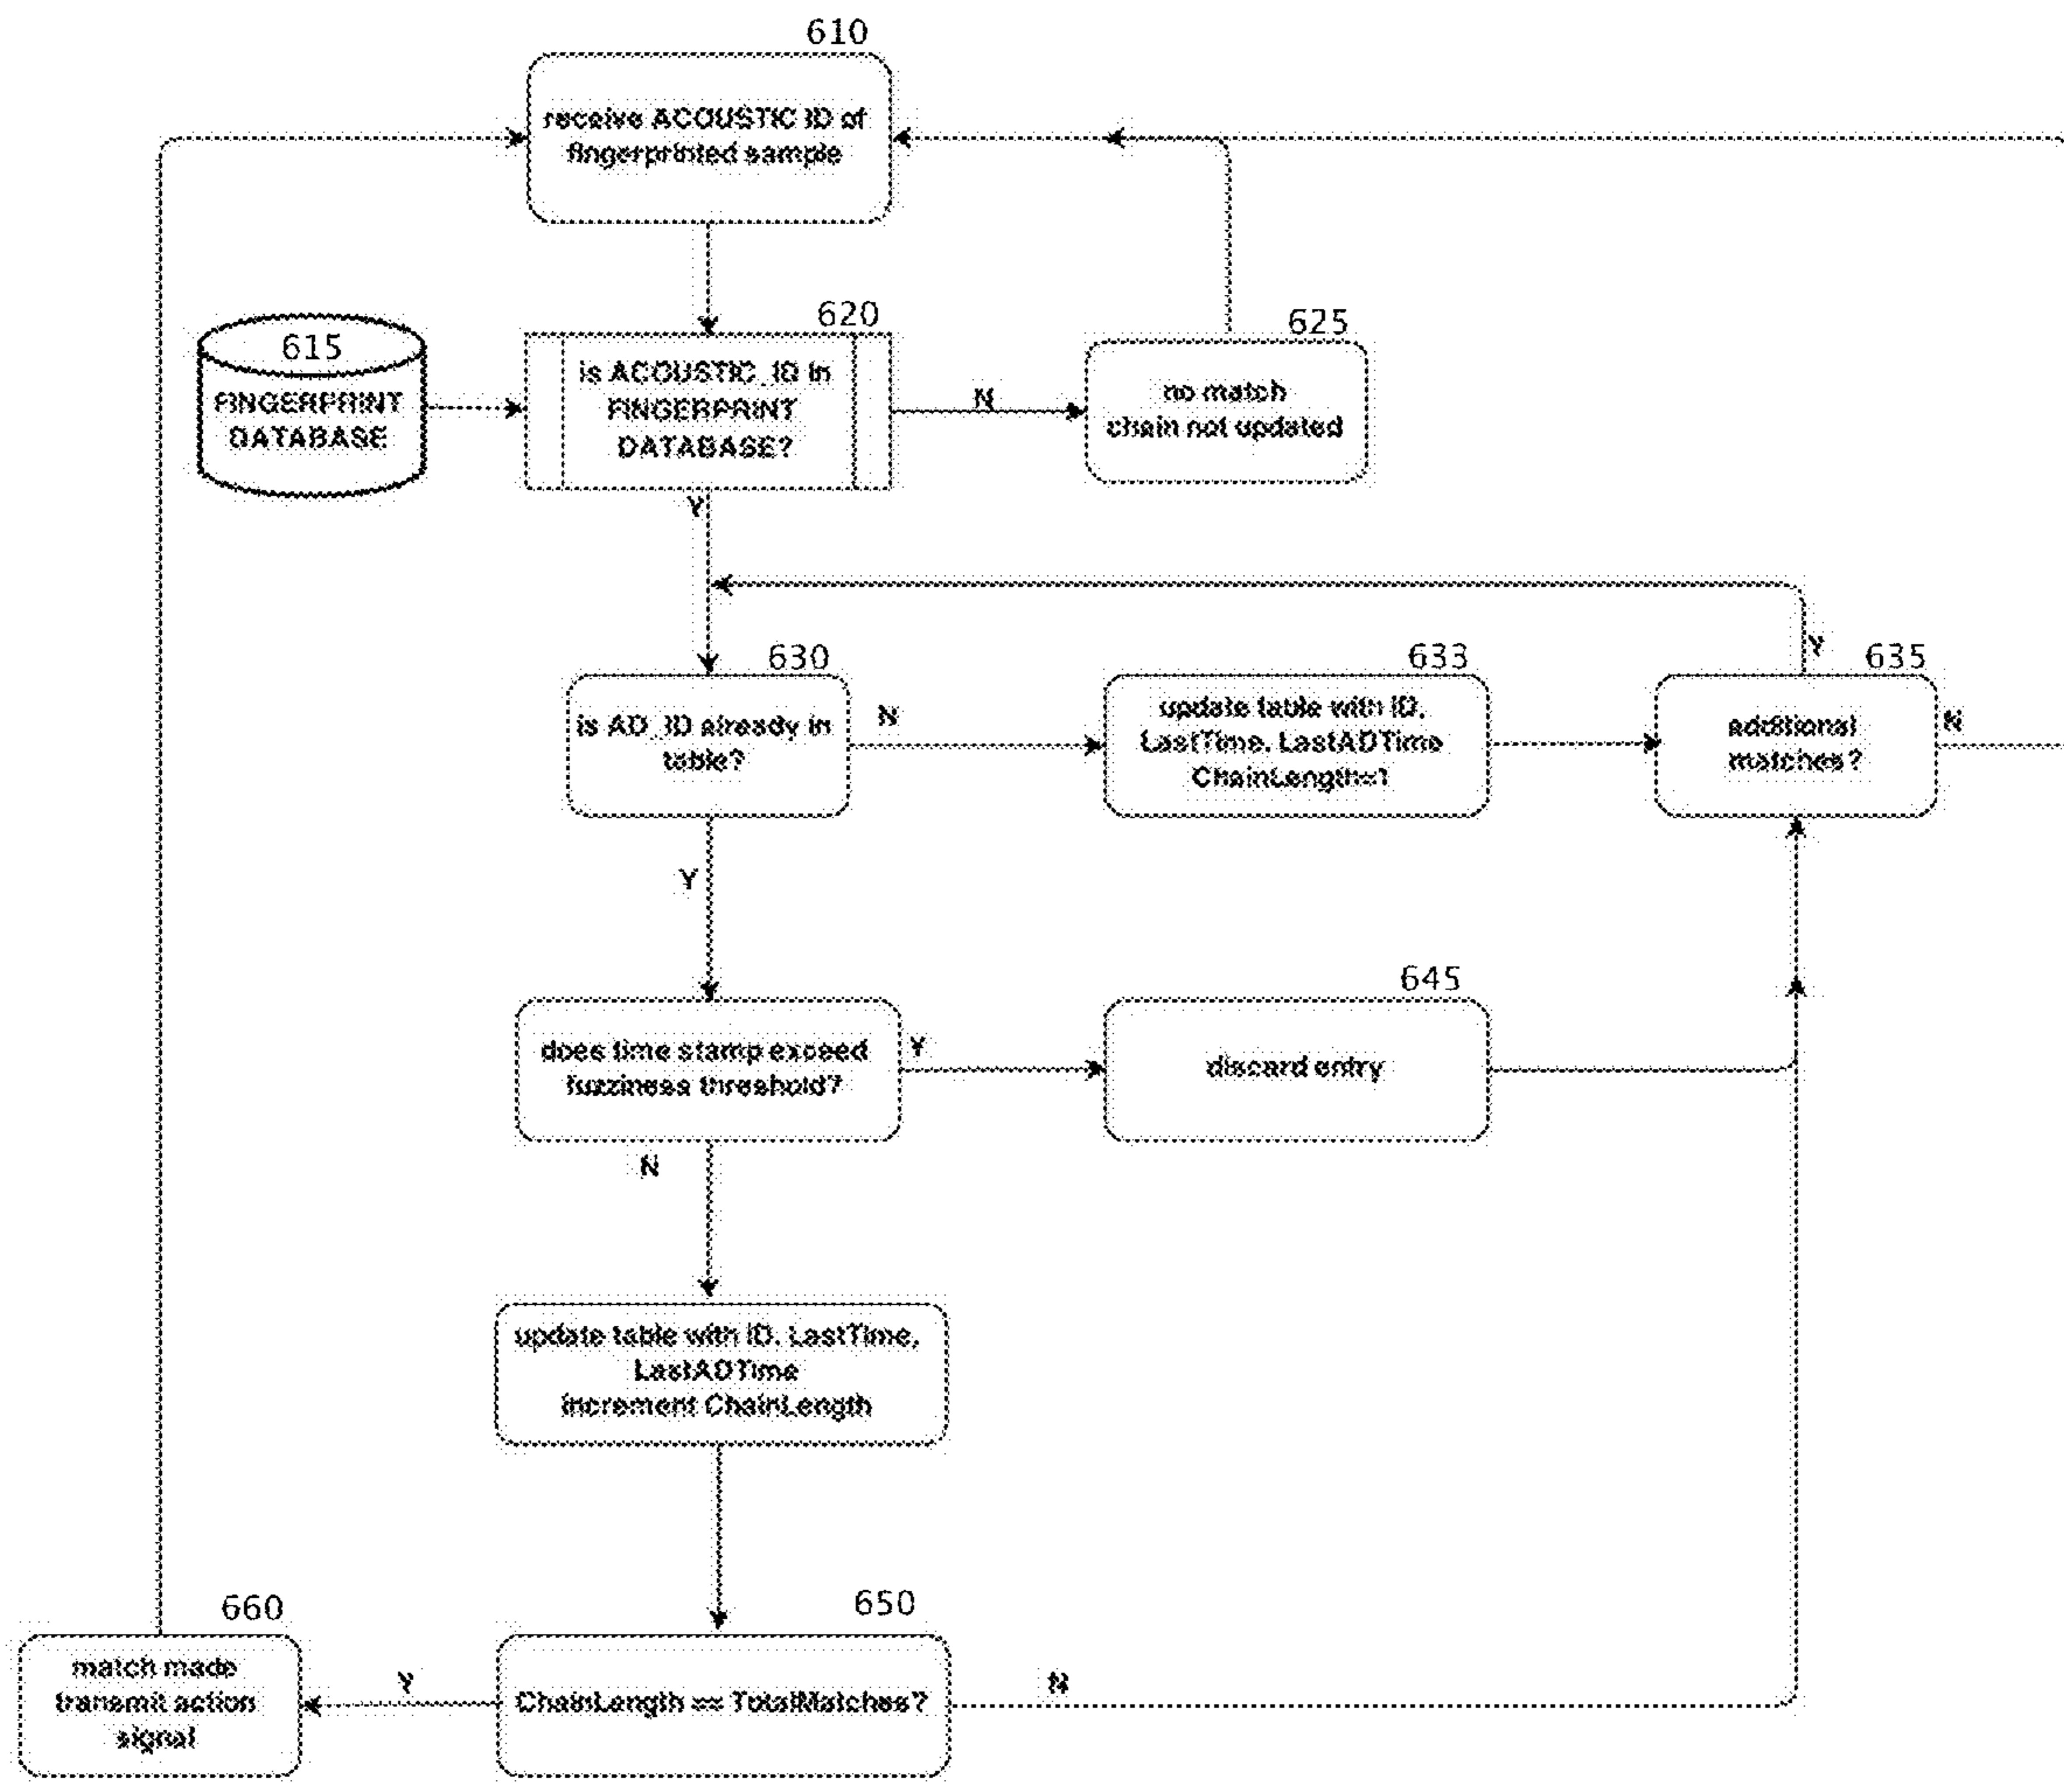 610
receive ACOUSTIC ID of
fingerprinted sample
620
is ACOUSTIC_ID in
FINGERPRINT
DATABASE?
615
FINGERPRINT
DATABASE
N
625
no match
chain not updated
Y
630
is AD_ID already in
table?
N
633
update table with ID,
LastTime, LastADTime
ChainLength=1
635
additional
matches?
Y
N
Y
does time stamp exceed
fuzziness threshold?
Y
645
discard entry
N
update table with ID, LastTime,
LastADTime
increment ChainLength
650
ChainLength == TotalMatches?
Y
N
660
match made
transmit action
signal